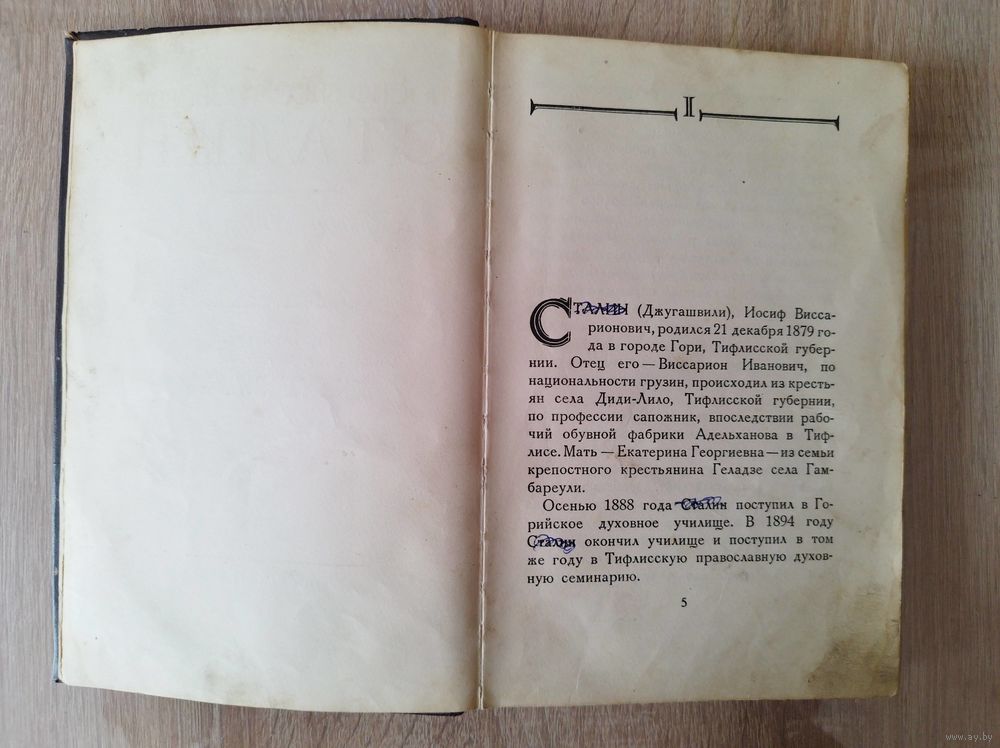 I
СТАЛИН (Джугашвили), Иосиф Висса-
рионович, родился 21 декабря 1879 го-
да в городе Гори, Тифлисской губер-
нии. Отец его — Виссарион Иванович, по
национальности грузин, происходил из кресть-
ян села Диди-Лило, Тифлисской губернии,
по профессии сапожник, впоследствии рабо-
чий обувной фабрики Адельханова в Тиф-
лисе. Мать — Екатерина Георгиевна — из семьи
крепостного крестьянина Геладзе села Гам-
бареули.
Осенью 1888 года Сталин поступил в Го-
рийское духовное училище. В 1894 году
Сталин окончил училище и поступил в том
же году в Тифлисскую православную духов-
ную семинарию.
5
www.ay.by